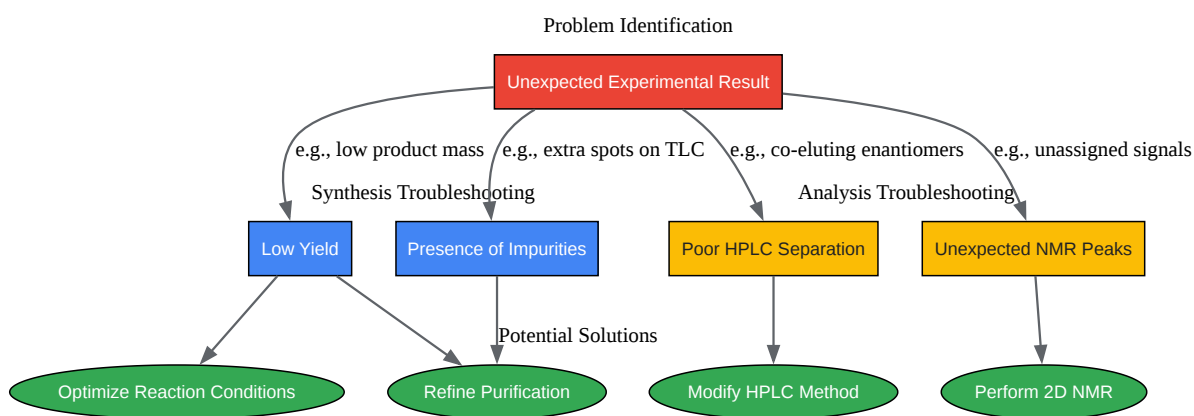 Problem Identification
Unexpected Experimental Result
e.g., low product mass
e.g., extra spots on TLC
e.g., co-eluting enantiomers
e.g., unassigned signals
Synthesis Troubleshooting
Analysis Troubleshooting
Low Yield
Presence of Impurities
Poor HPLC Separation
Unexpected NMR Peaks
Potential Solutions
Optimize Reaction Conditions
Refine Purification
Modify HPLC Method
Perform 2D NMR